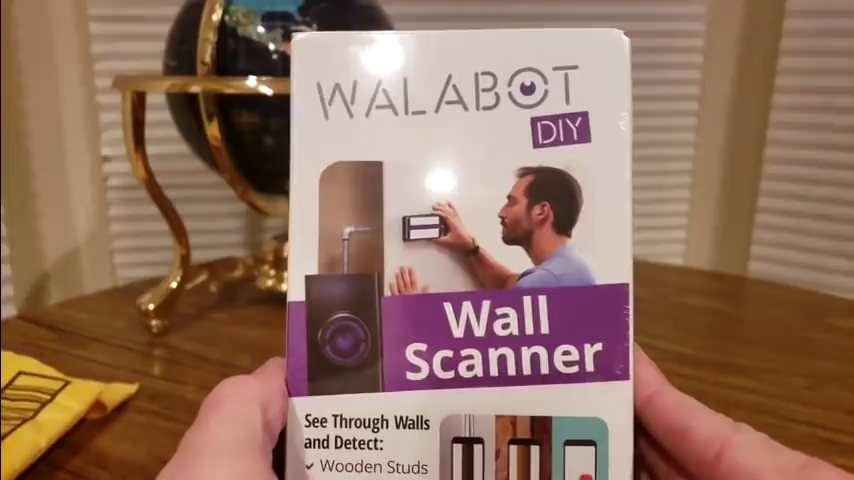 WALABOT
DIY
Wall
Scanner
See Through Walls
and Detect:
✓ Wooden Studs